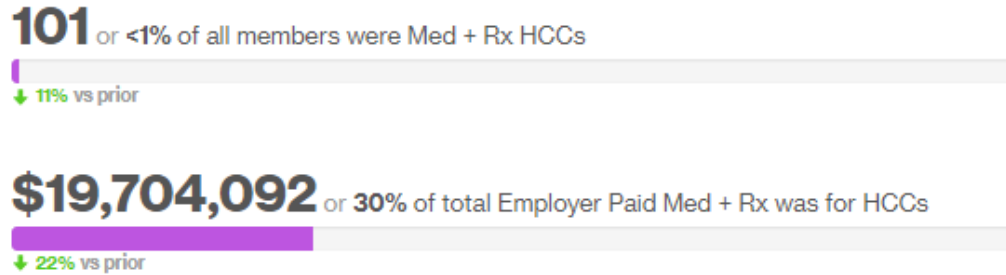 101 or <1% of all members were Med + Rx HCCs
↓ 11% vs prior
$19,704,092 or 30% of total Employer Paid Med + Rx was for HCCs
↓ 22% vs prior